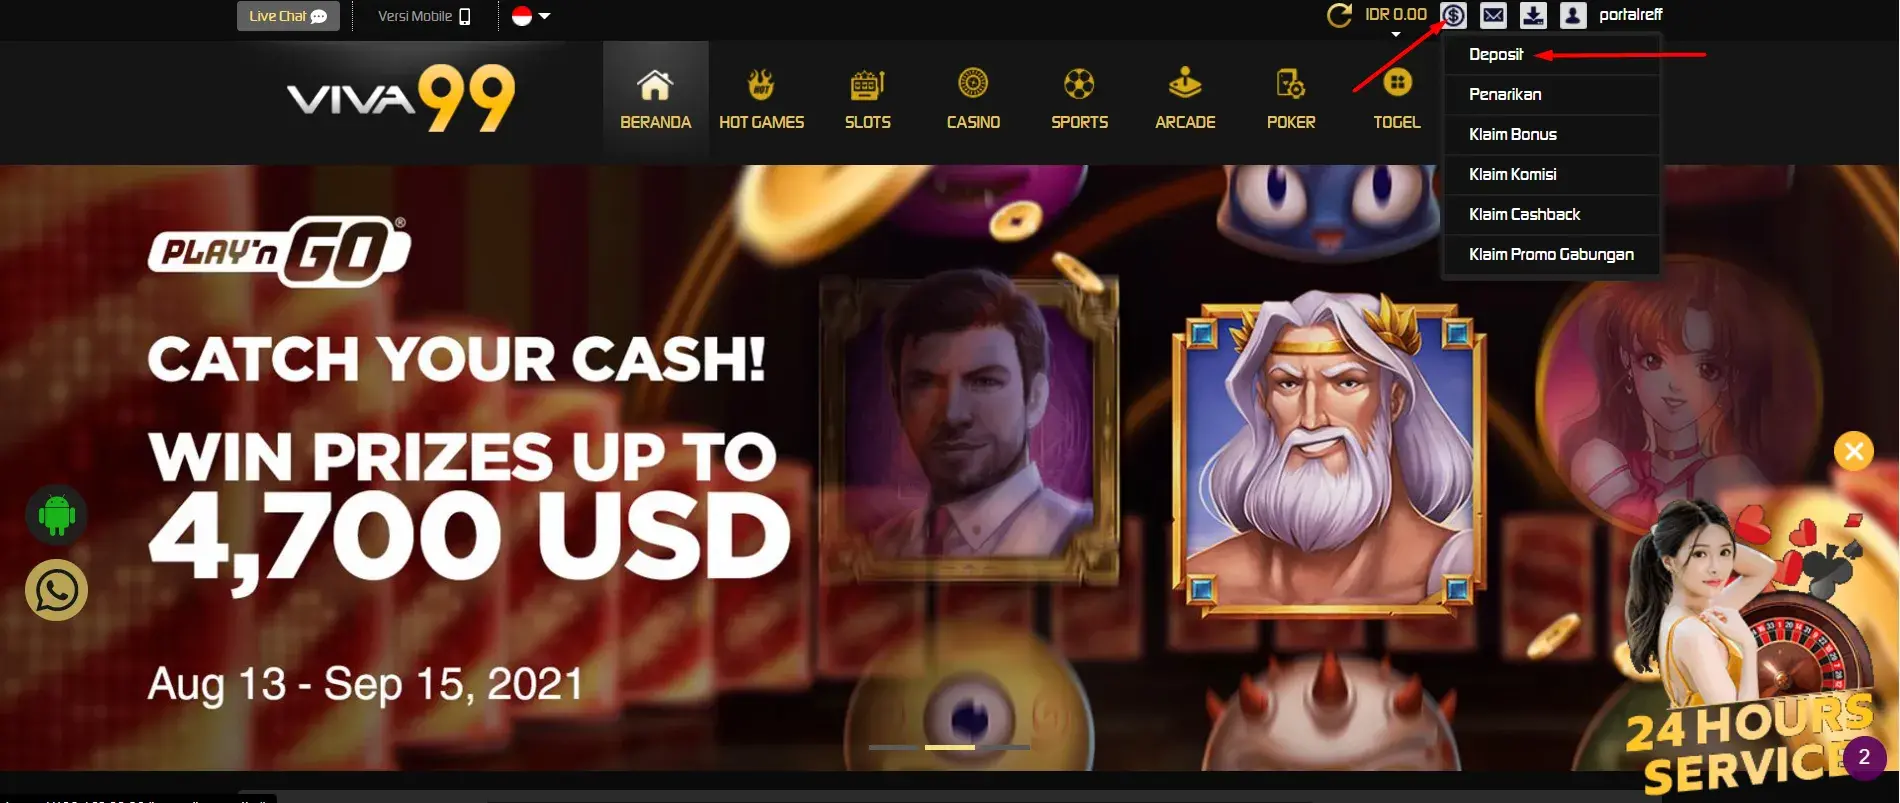 Live Chat
Versi Mobile
IDR 0.00
portalreff
VIVA99
BERANDA
HOT
HOT GAMES
SLOTS
CASINO
SPORTS
ARCADE
POKER
TOGEL
Deposit
Penarikan
Klaim Bonus
Klaim Komisi
Klaim Cashback
Klaim Promo Gabungan
PLAY'n GO®
CATCH YOUR CASH!
WIN PRIZES UP TO
4,700 USD
Aug 13 - Sep 15, 2021
24 HOURS
SERVICE
2